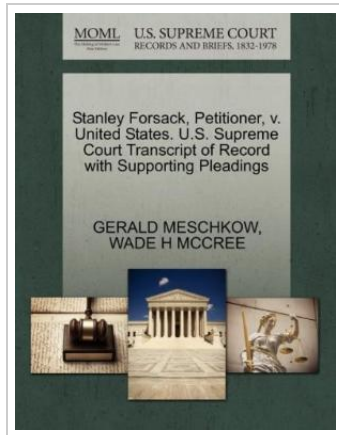 MOML
U.S. SUPREME COURT
RECORDS AND BRIEFS, 1832-1978
Stanley Forsack, Petitioner, v.
United States. U.S. Supreme
Court Transcript of Record
with Supporting Pleadings
GERALD MESCHKOW,
WADE H MCCREE